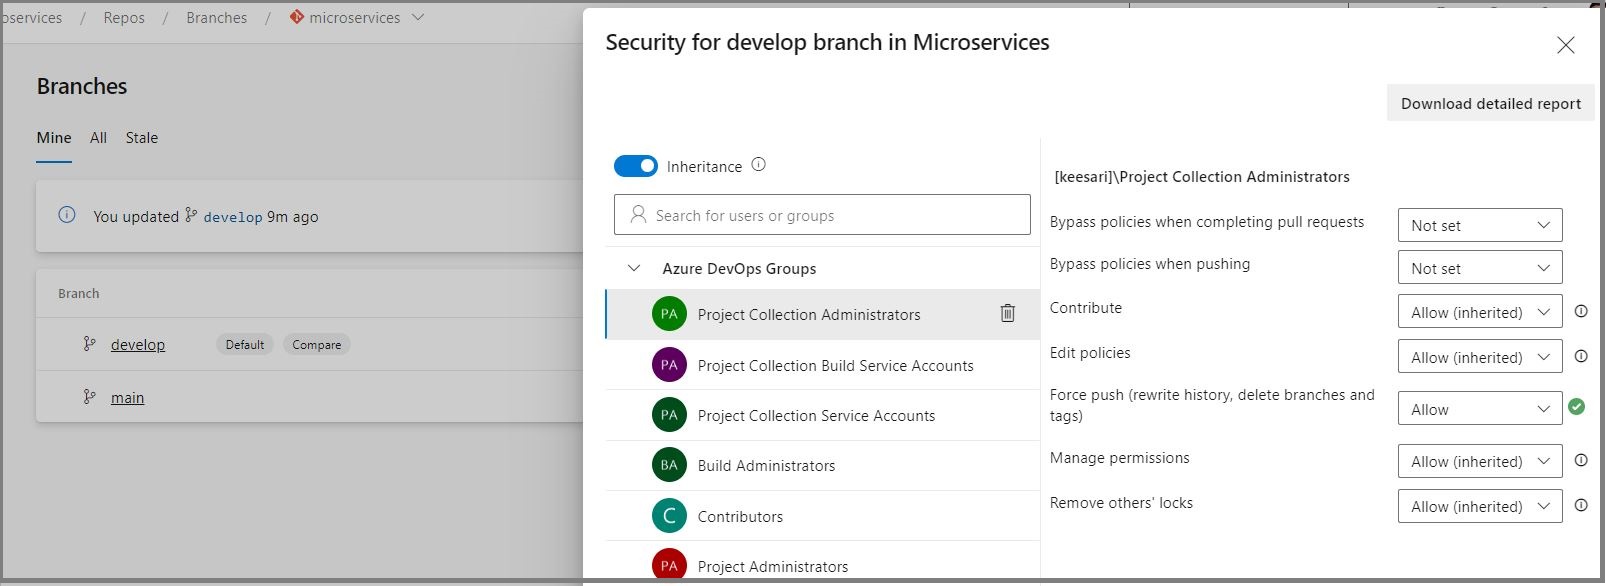 oservices / Repos / Branches / microservices
Branches
Mine All Stale
You updated develop 9m ago
Branch
develop Default Compare
main
Security for develop branch in Microservices
Download detailed report
Inheritance
Search for users or groups
Azure DevOps Groups
PA Project Collection Administrators
PA Project Collection Build Service Accounts
PA Project Collection Service Accounts
BA Build Administrators
C Contributors
PA Project Administrators
[keesari]\Project Collection Administrators
Bypass policies when completing pull requests Not set
Bypass policies when pushing Not set
Contribute Allow (inherited)
Edit policies Allow (inherited)
Force push (rewrite history, delete branches and
tags) Allow
Manage permissions Allow (inherited)
Remove others' locks Allow (inherited)